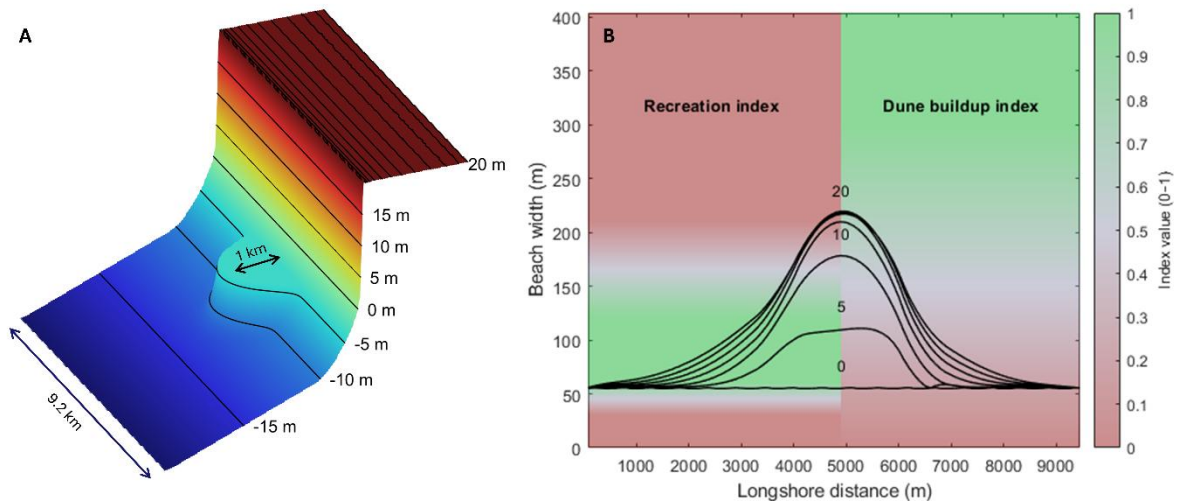 A
1 km
20 m
15 m
10 m
5 m
0 m
-5 m
-10 m
-15 m
9.2 km
B
Recreation index
Dune buildup index
20
10
5
0
400
350
300
250
200
150
100
50
0
Beach width (m)
1000 2000 3000 4000 5000 6000 7000 8000 9000
Longshore distance (m)
1
0.9
0.8
0.7
0.6
0.5
0.4
0.3
0.2
0.1
0
Index value (0-1)